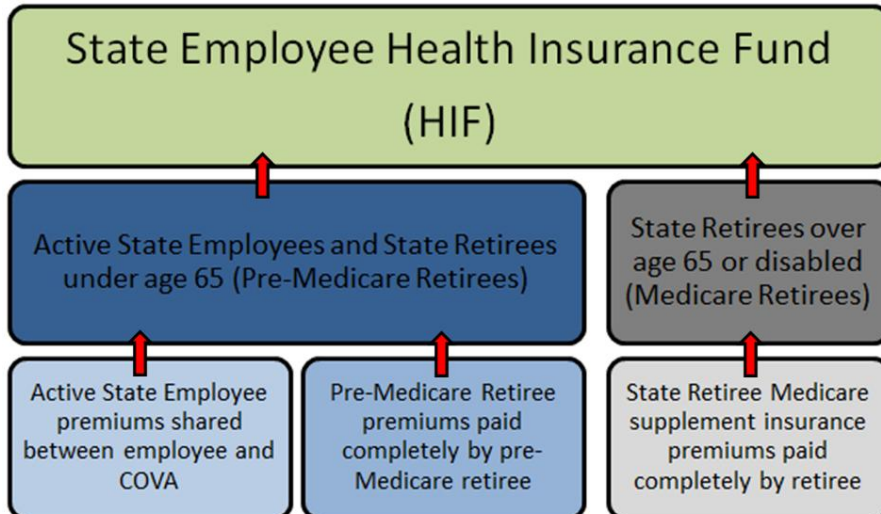 State Employee Health Insurance Fund
(HIF)
Active State Employees and State Retirees
under age 65 (Pre-Medicare Retirees)
State Retirees over
age 65 or disabled
(Medicare Retirees)
Active State Employee
premiums shared
between employee and
COVA
Pre-Medicare Retiree
premiums paid
completely by pre-
Medicare retiree
State Retiree Medicare
supplement insurance
premiums paid
completely by retiree